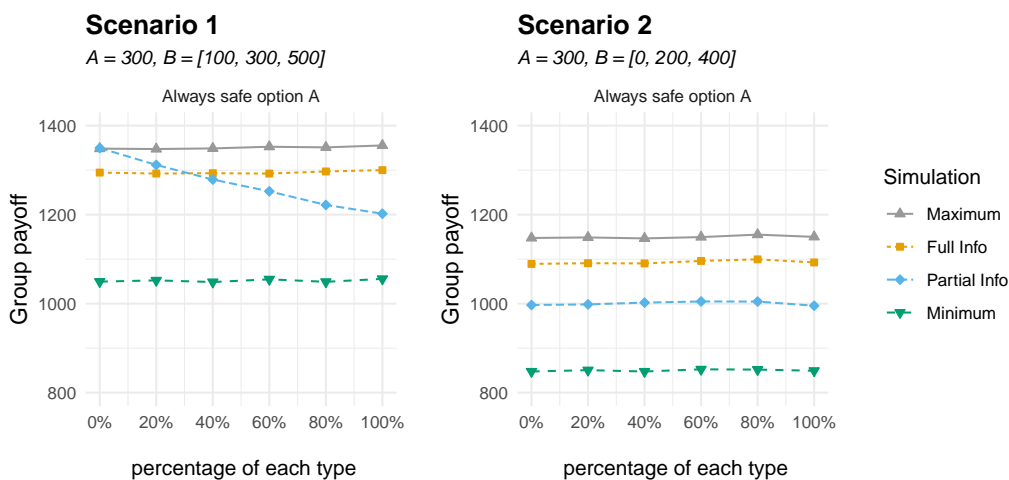 Scenario 1
A = 300, B = [100, 300, 500]
Always safe option A
1400
1200
1000
800
Group payoff
0% 20% 40% 60% 80% 100%
percentage of each type
Scenario 2
A = 300, B = [0, 200, 400]
Always safe option A
1400
1200
1000
800
Group payoff
0% 20% 40% 60% 80% 100%
percentage of each type
Simulation
Maximum
Full Info
Partial Info
Minimum